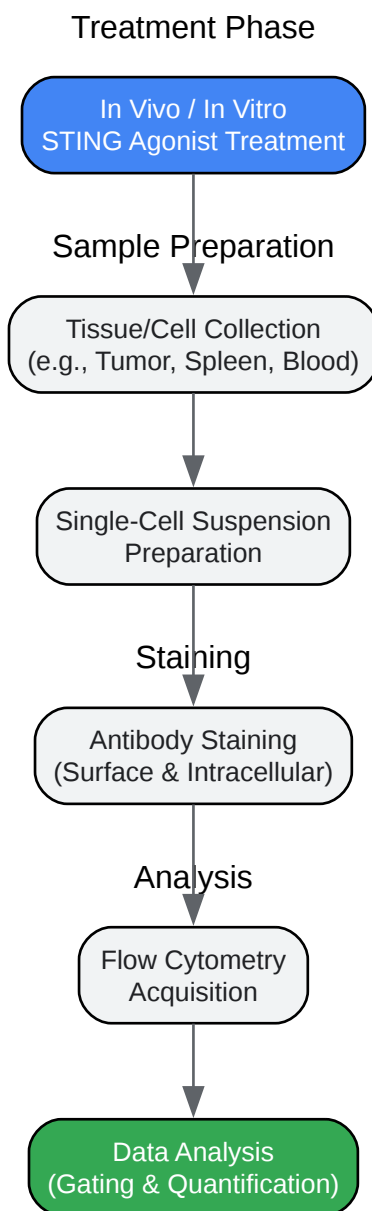 Treatment Phase
In Vivo / In Vitro
STING Agonist Treatment
Sample Preparation
Tissue/Cell Collection
(e.g., Tumor, Spleen, Blood)
Single-Cell Suspension
Preparation
Staining
Antibody Staining
(Surface & Intracellular)
Analysis
Flow Cytometry
Acquisition
Data Analysis
(Gating & Quantification)